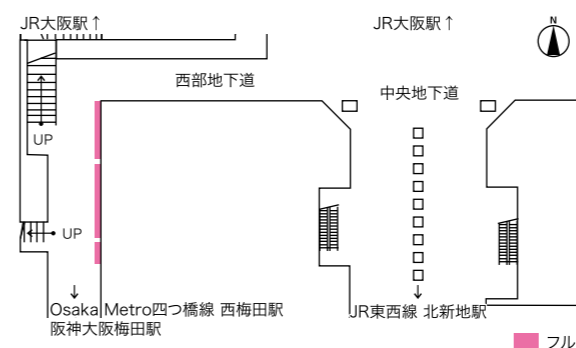 JR大阪駅↑
JR大阪駅↑
N
西部地下道
中央地下道
UP
UP
Osaka Metro四つ橋線 西梅田駅
阪神大阪梅田駅
JR東西線 北新地駅
フル